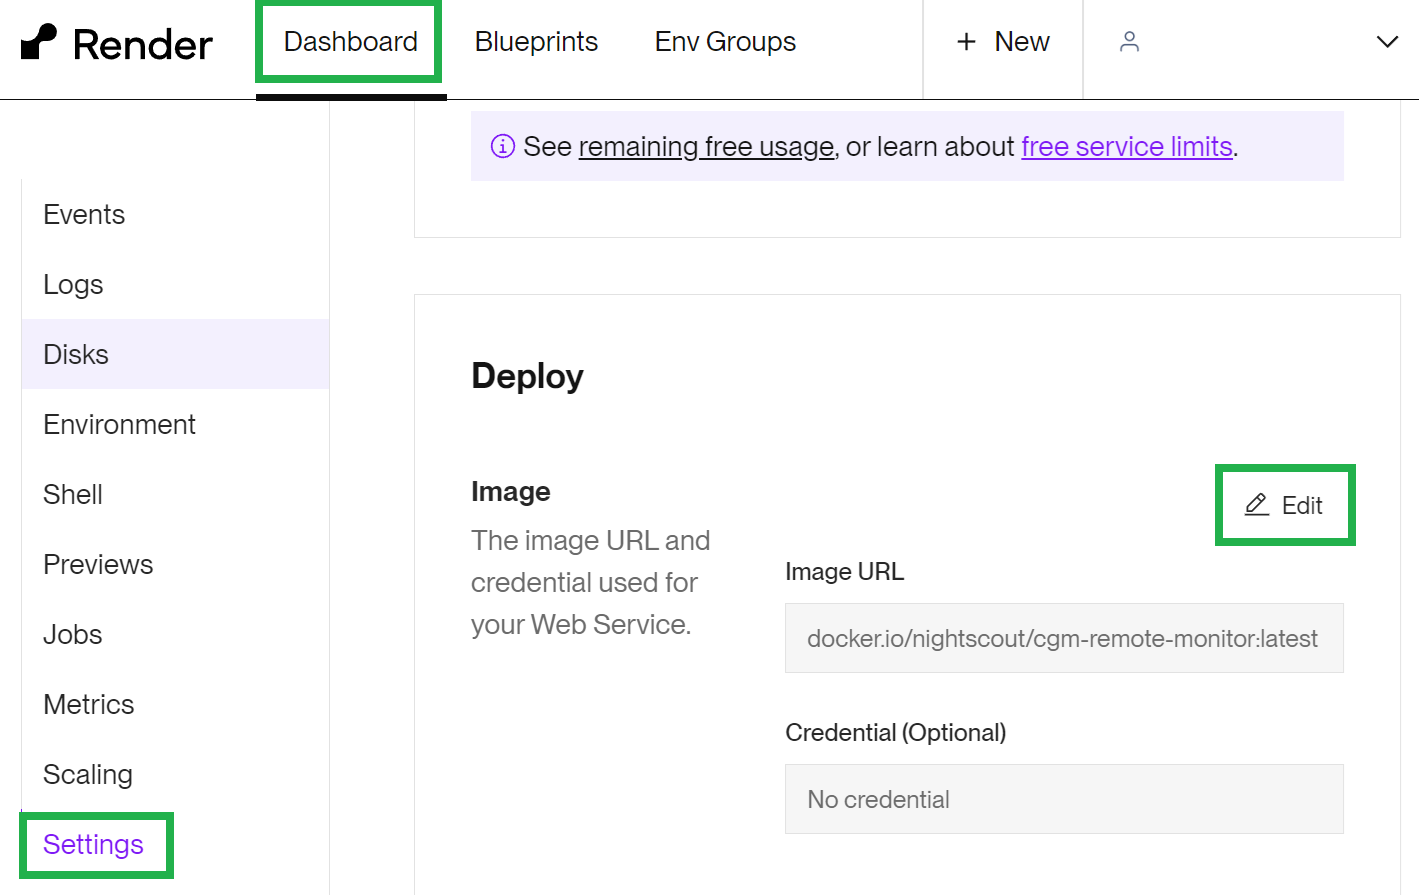 Render
Dashboard
Blueprints
Env Groups
+ New
See remaining free usage, or learn about free service limits.
Events
Logs
Disks
Environment
Shell
Previews
Jobs
Metrics
Scaling
Settings
Deploy
Image
The image URL and
credential used for
your Web Service.
Edit
Image URL
docker.io/nightscout/cgm-remote-monitor:latest
Credential (Optional)
No credential